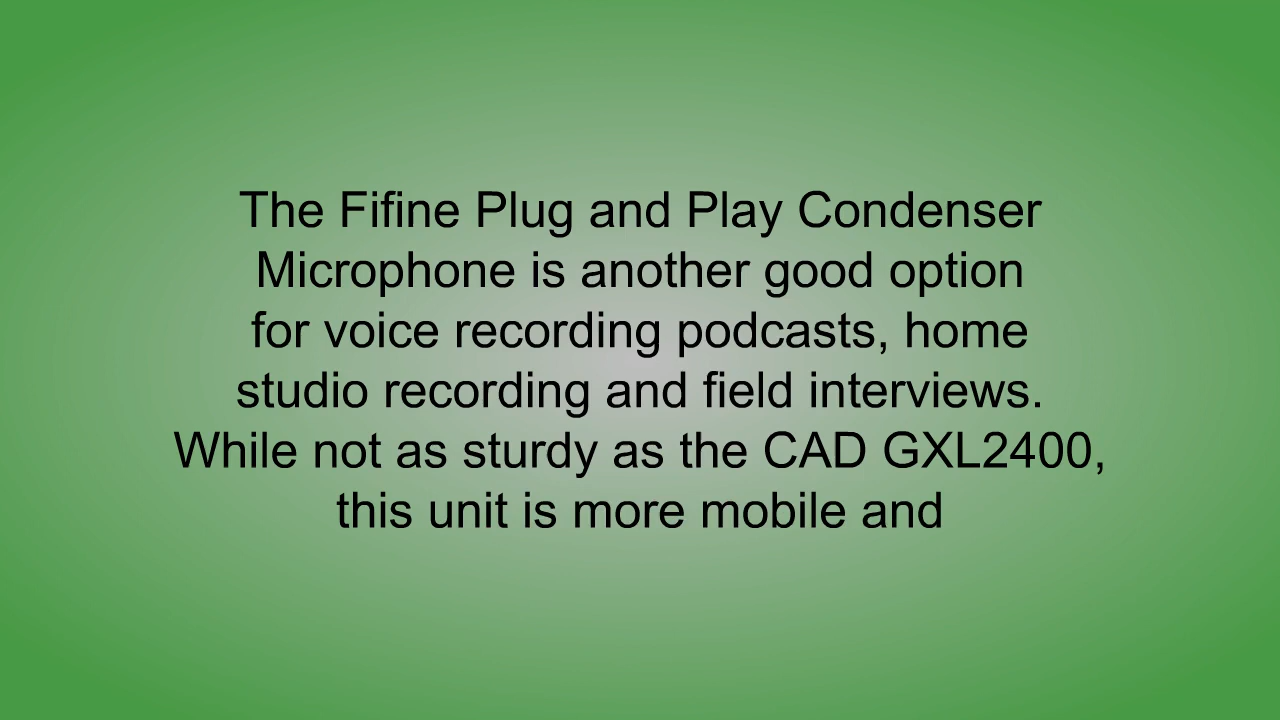 The Fifine Plug and Play Condenser
Microphone is another good option
for voice recording podcasts, home
studio recording and field interviews.
While not as sturdy as the CAD GXL2400,
this unit is more mobile and